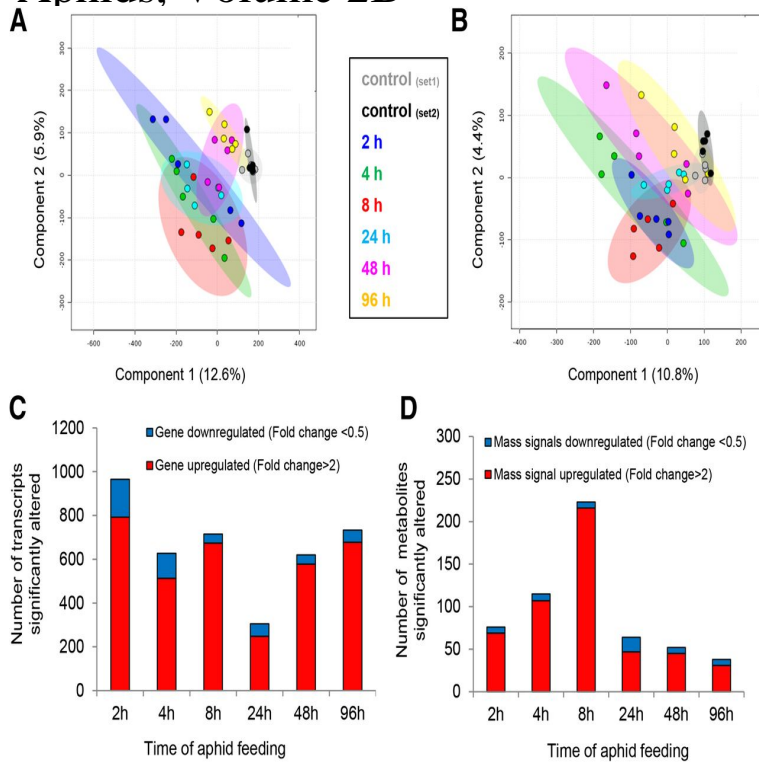 Aphids, Volume 2B
A
B
300
200
100
0
-100
-200
-300
-600
-400
-200
0
200
400
Component 2 (5.9%)
Component 1 (12.6%)
control (set1)
control (set2)
2 h
4 h
8 h
24 h
48 h
96 h
200
100
0
-100
-200
-400
-300
-200
-100
0
100
200
Component 2 (4.4%)
Component 1 (10.8%)
C
Gene downregulated (Fold change <0.5)
Gene upregulated (Fold change>2)
1200
1000
800
600
400
200
0
Number of transcripts
significantly altered
2h 4h 8h 24h 48h 96h
Time of aphid feeding
D
Mass signals downregulated (Fold change <0.5)
Mass signal upregulated (Fold change>2)
300
250
200
150
100
50
0
Number of metabolites
significantly altered
2h 4h 8h 24h 48h 96h
Time of aphid feeding